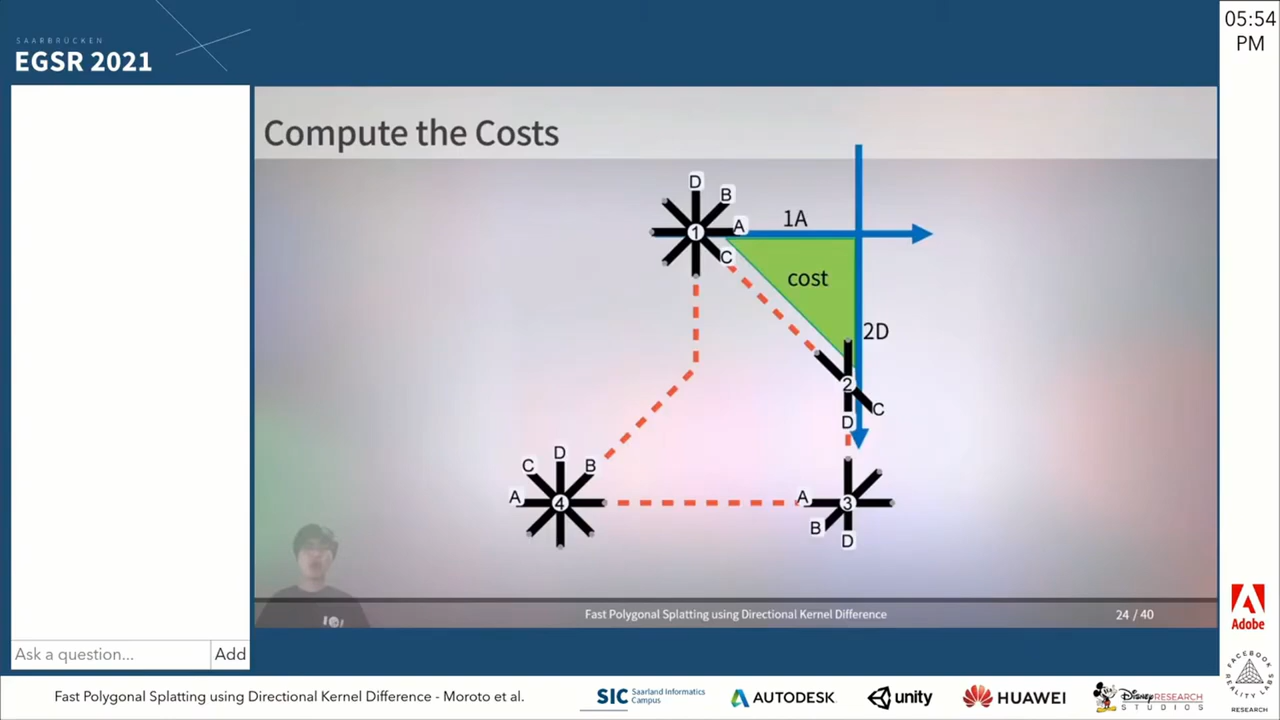 SAARBRÜCKEN
EGSR 2021
05:54
PM
Compute the Costs
D
B
A
1
C
1A
cost
2D
2
C
D
C
D
B
A
4
A
3
B
D
Fast Polygonal Splatting using Directional Kernel Difference
24 / 40
Ask a question...
Add
Adobe
FACEBOOK
REALITY LABS
RESEARCH
Fast Polygonal Splatting using Directional Kernel Difference - Moroto et al.
SIC Saarland Informatics
Campus
AUTODESK
unity
HUAWEI
Disney RESEARCH
STUDIOS